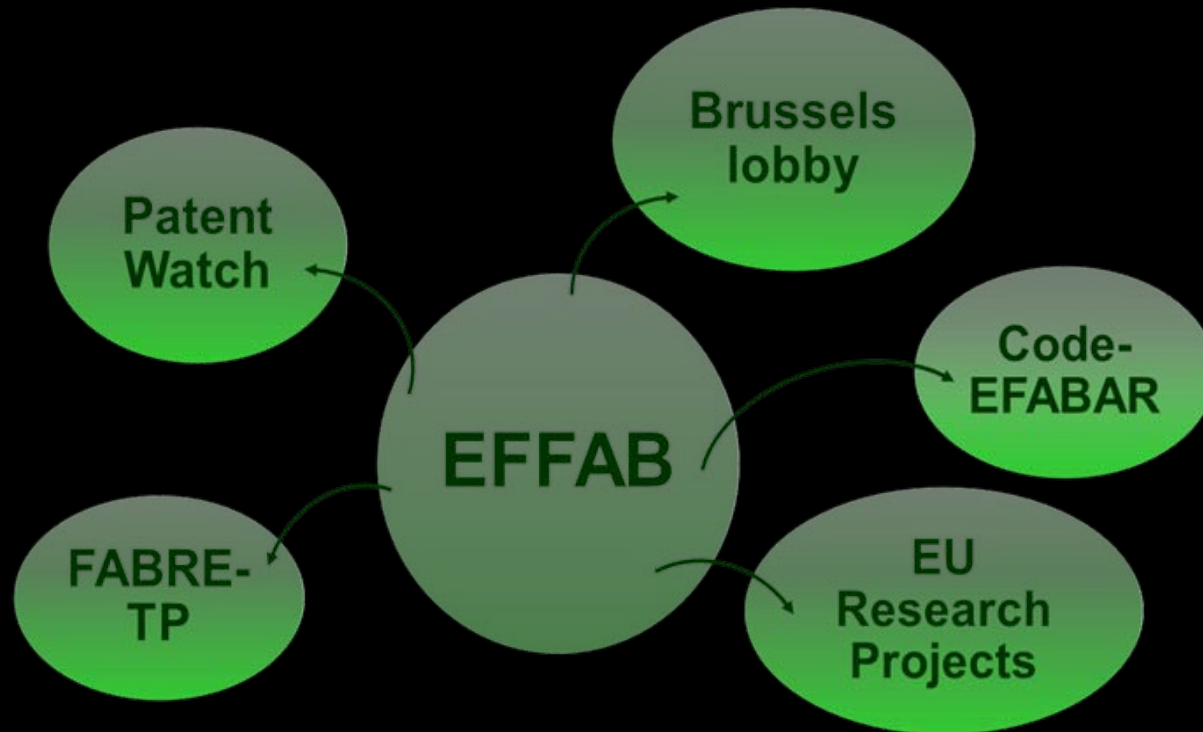 Brussels
lobby
Patent
Watch
Code-
EFABAR
EFFAB
FABRE-
TP
EU
Research
Projects